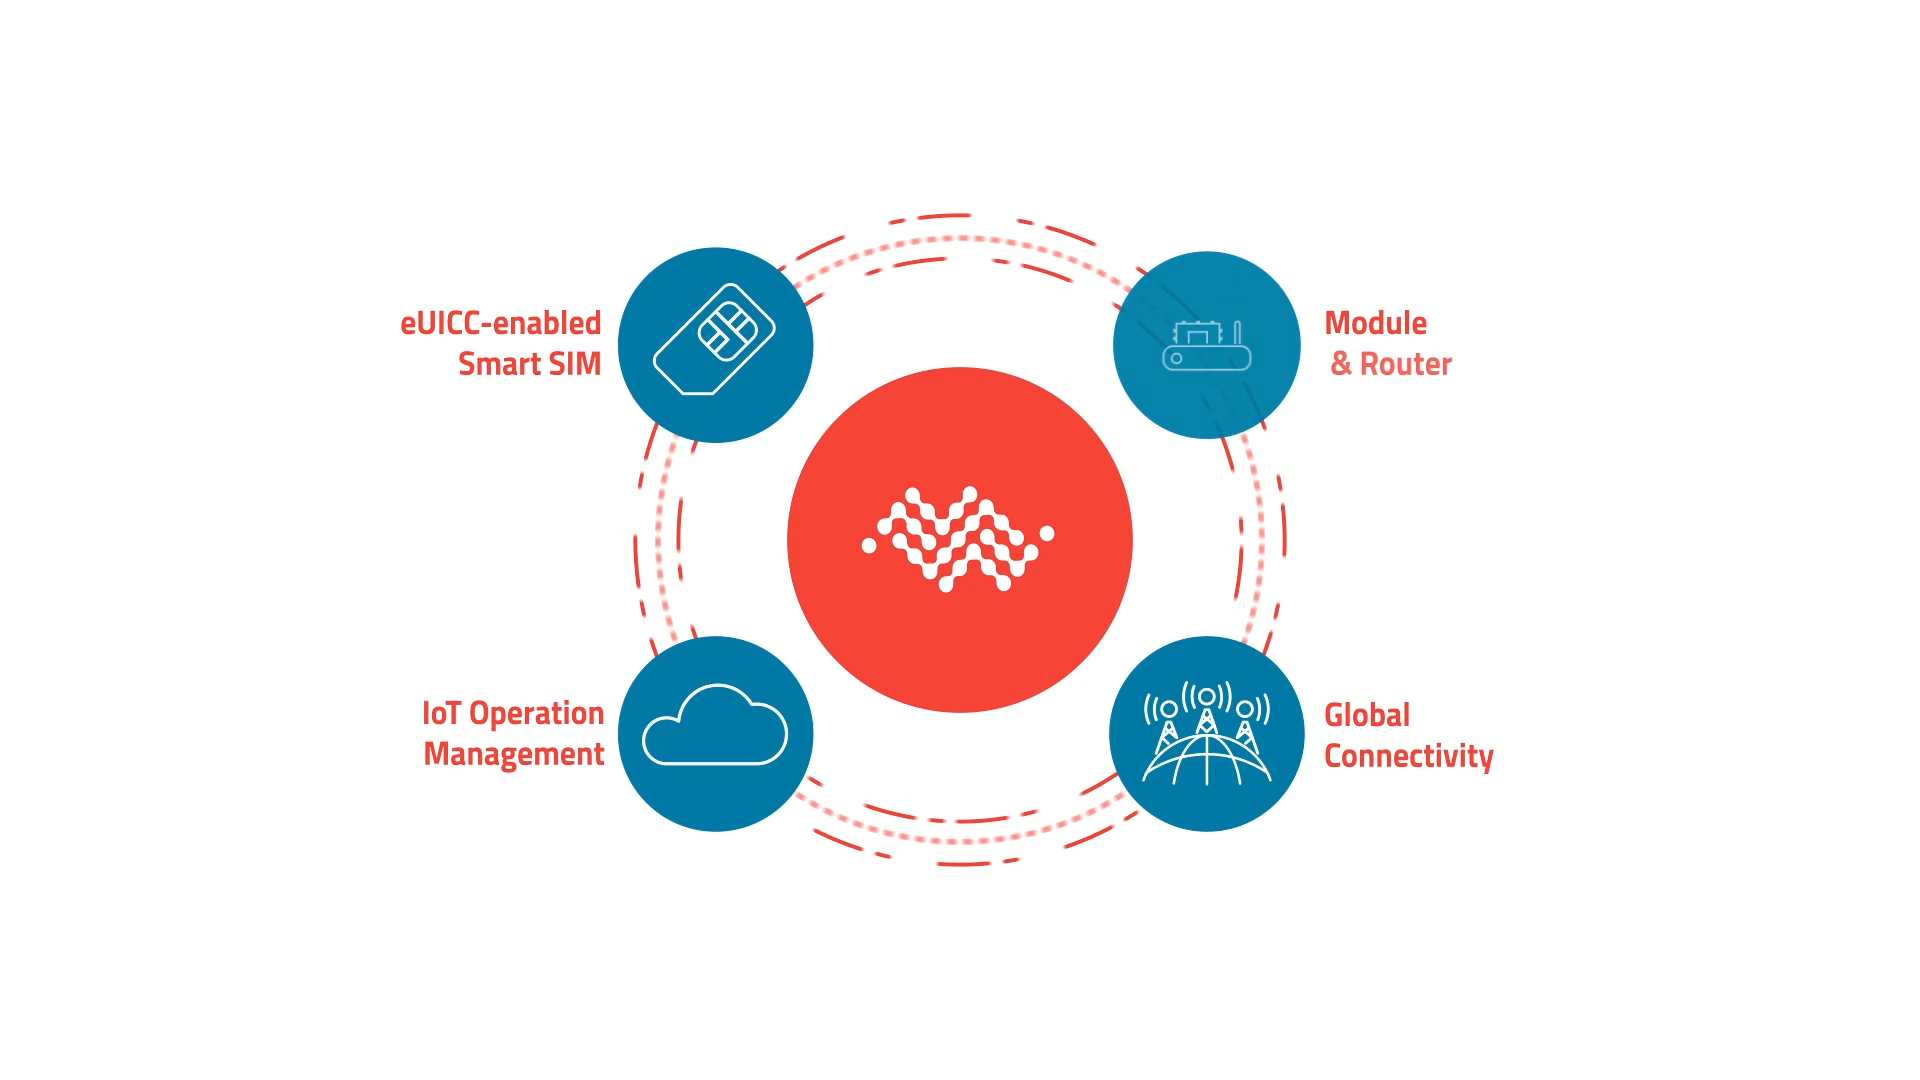 eUICC-enabled
Smart SIM
Module
& Router
IoT Operation
Management
Global
Connectivity